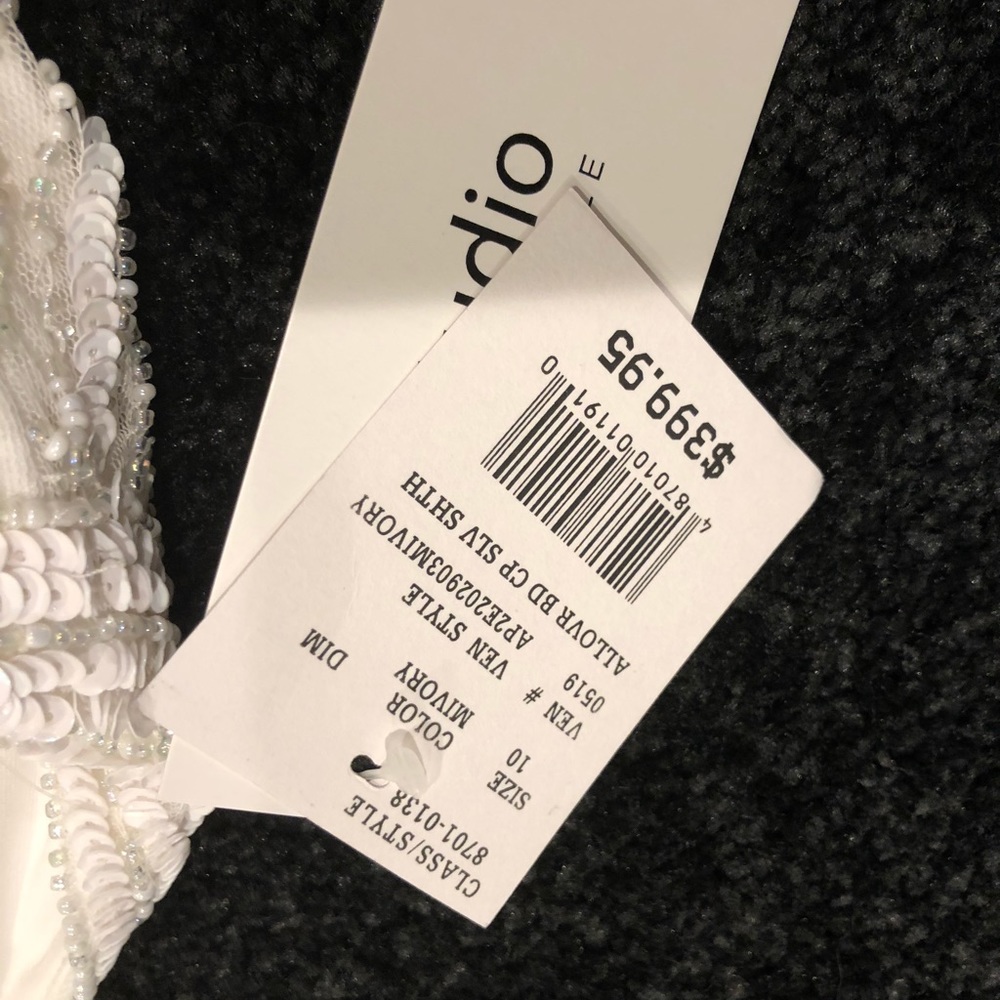 dio
E
CLASS/STYLE
8701-0138
COLOR DIM SIZE
MIVORY 10
VEN # VEN STYLE
0519 AP2E202903MIVORY
ALLOVR BD CP SLV SHTH
4 87010 01191 0
$399.95